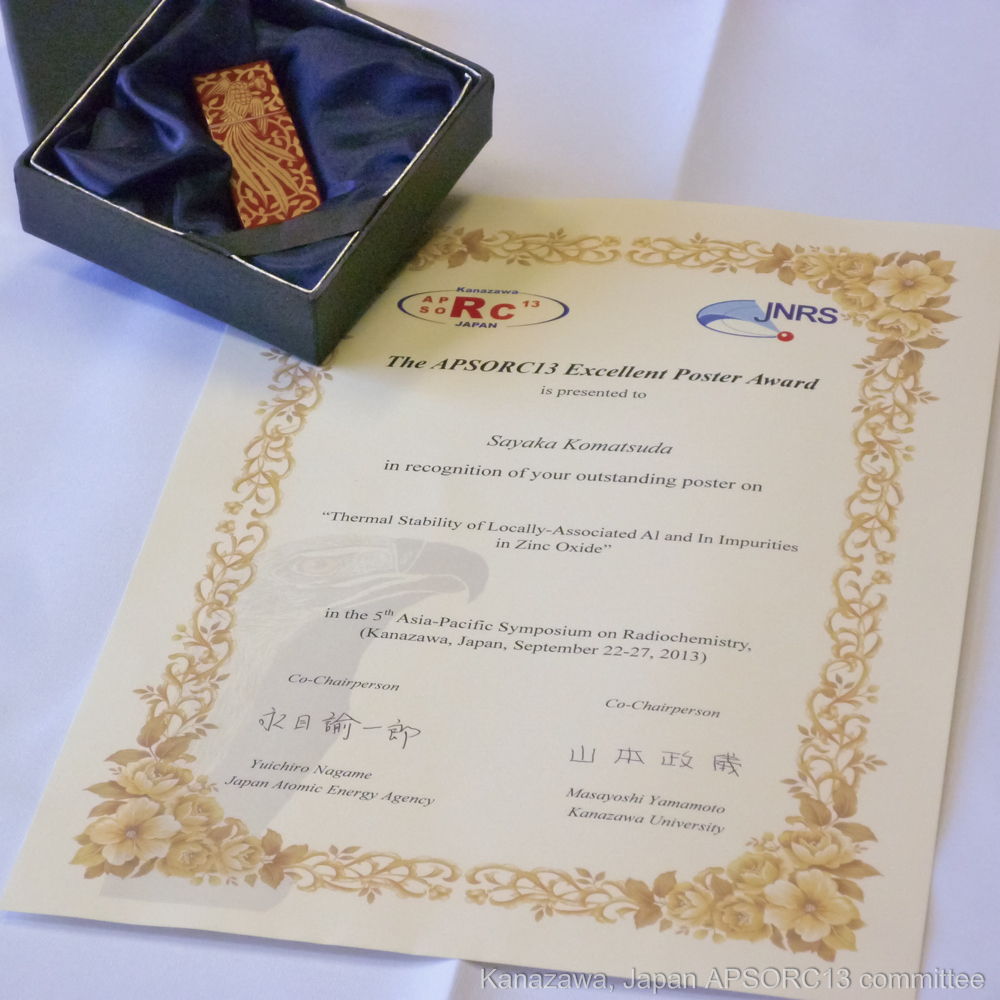 Kanazawa
AP RC 13
SO
JAPAN
JNRS
The APSORC13 Excellent Poster Award
is presented to
Sayaka Komatsuda
in recognition of your outstanding poster on
“Thermal Stability of Locally-Associated Al and In Impurities
in Zinc Oxide”
in the 5th Asia-Pacific Symposium on Radiochemistry,
(Kanazawa, Japan, September 22-27, 2013)
Co-Chairperson
永目諭一郎
Yuichiro Nagame
Japan Atomic Energy Agency
Co-Chairperson
山本政儀
Masayoshi Yamamoto
Kanazawa University
Kanazawa, Japan APSORC13 committee